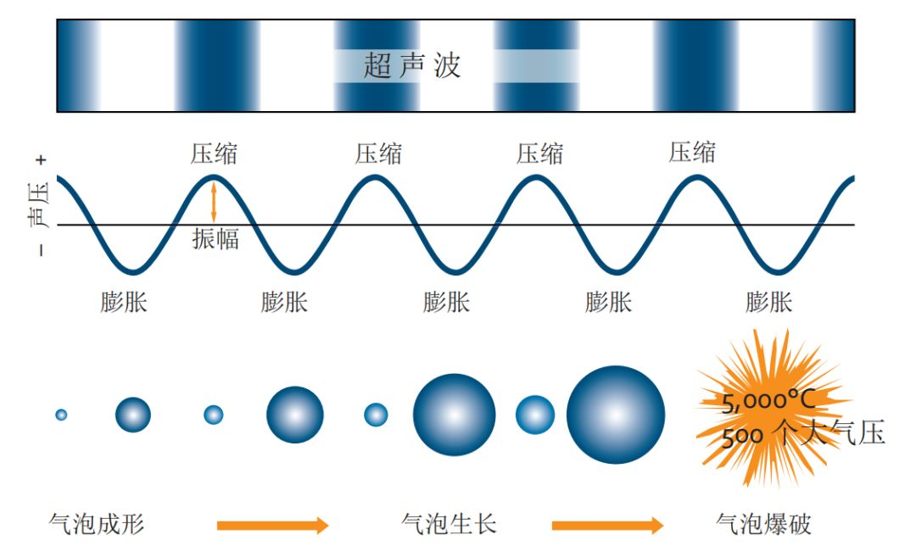 超声波
压缩 压缩 压缩 压缩
+
声压
−
振幅
膨胀 膨胀 膨胀 膨胀 膨胀
5,000°C
500 个大气压
气泡成形 气泡生长 气泡爆破